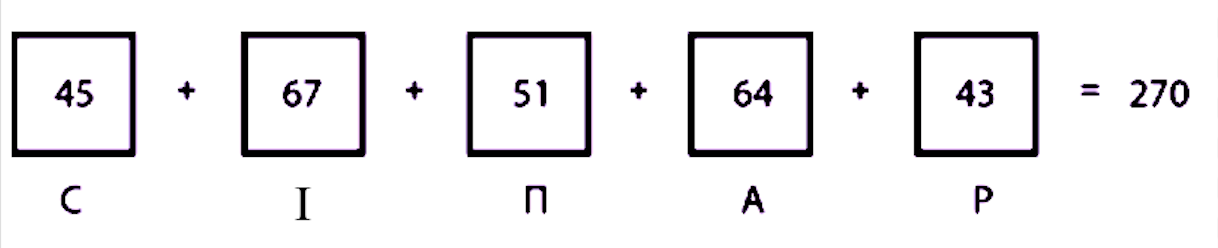 45 + 67 + 51 + 64 + 43 = 270
С І П А Р